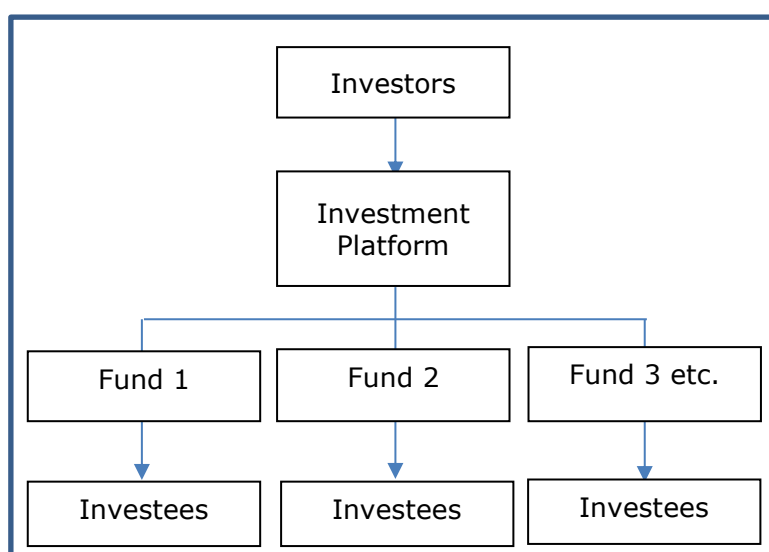 Investors
Investment
Platform
Fund 1
Fund 2
Fund 3 etc.
Investees
Investees
Investees